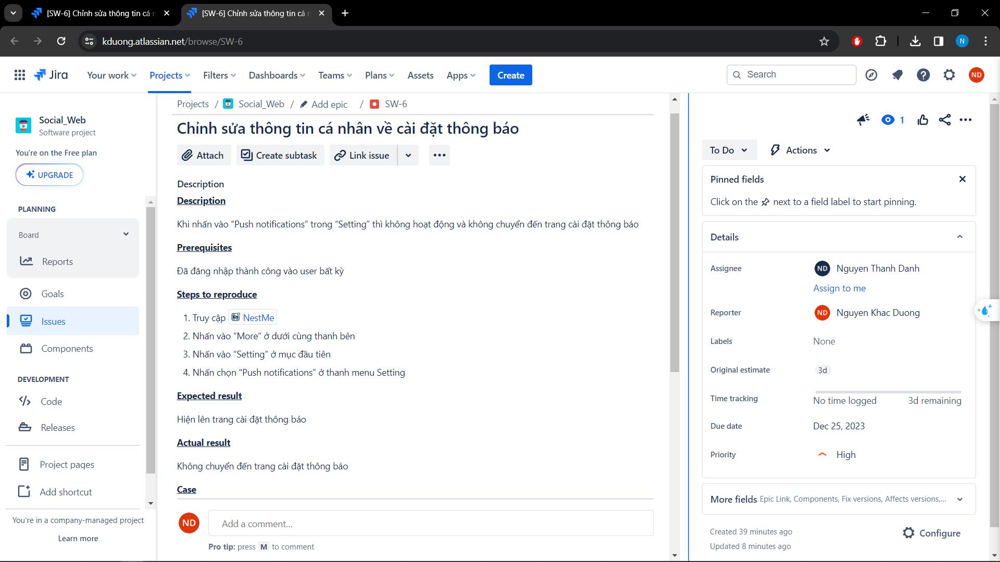 [SW-6] Chỉnh sửa thông tin cá n
[SW-6] Chỉnh sửa thông tin cá n
kduong.atlassian.net/browse/SW-6
N
Jira
Your work
Projects
Filters
Dashboards
Teams
Plans
Assets
Apps
Create
Search
ND
Social_Web
Software project
You're on the Free plan
UPGRADE
PLANNING
Board
Reports
Goals
Issues
Components
DEVELOPMENT
Code
Releases
Project pages
Add shortcut
You're in a company-managed project
Learn more
Projects / Social_Web / Add epic / SW-6
Chỉnh sửa thông tin cá nhân về cài đặt thông báo
Attach
Create subtask
Link issue
Description
Description
Khi nhấn vào “Push notifications” trong “Setting” thì không hoạt động và không chuyển đến trang cài đặt thông báo
Prerequisites
Đã đăng nhập thành công vào user bất kỳ
Steps to reproduce
1. Truy cập NestMe
2. Nhấn vào “More” ở dưới cùng thanh bên
3. Nhấn vào “Setting” ở mục đầu tiên
4. Nhấn chọn "Push notifications” ở thanh menu Setting
Expected result
Hiện lên trang cài đặt thông báo
Actual result
Không chuyển đến trang cài đặt thông báo
Case
ND
Add a comment...
Pro tip: press M to comment
1
To Do
Actions
Pinned fields
Click on the next to a field label to start pinning.
Details
Assignee
ND Nguyen Thanh Danh
Assign to me
Reporter
ND Nguyen Khac Duong
Labels
None
Original estimate
3d
Time tracking
No time logged
3d remaining
Due date
Dec 25, 2023
Priority
High
More fields Epic Link, Components, Fix versions, Affects versions,...
Created 39 minutes ago
Updated 8 minutes ago
Configure